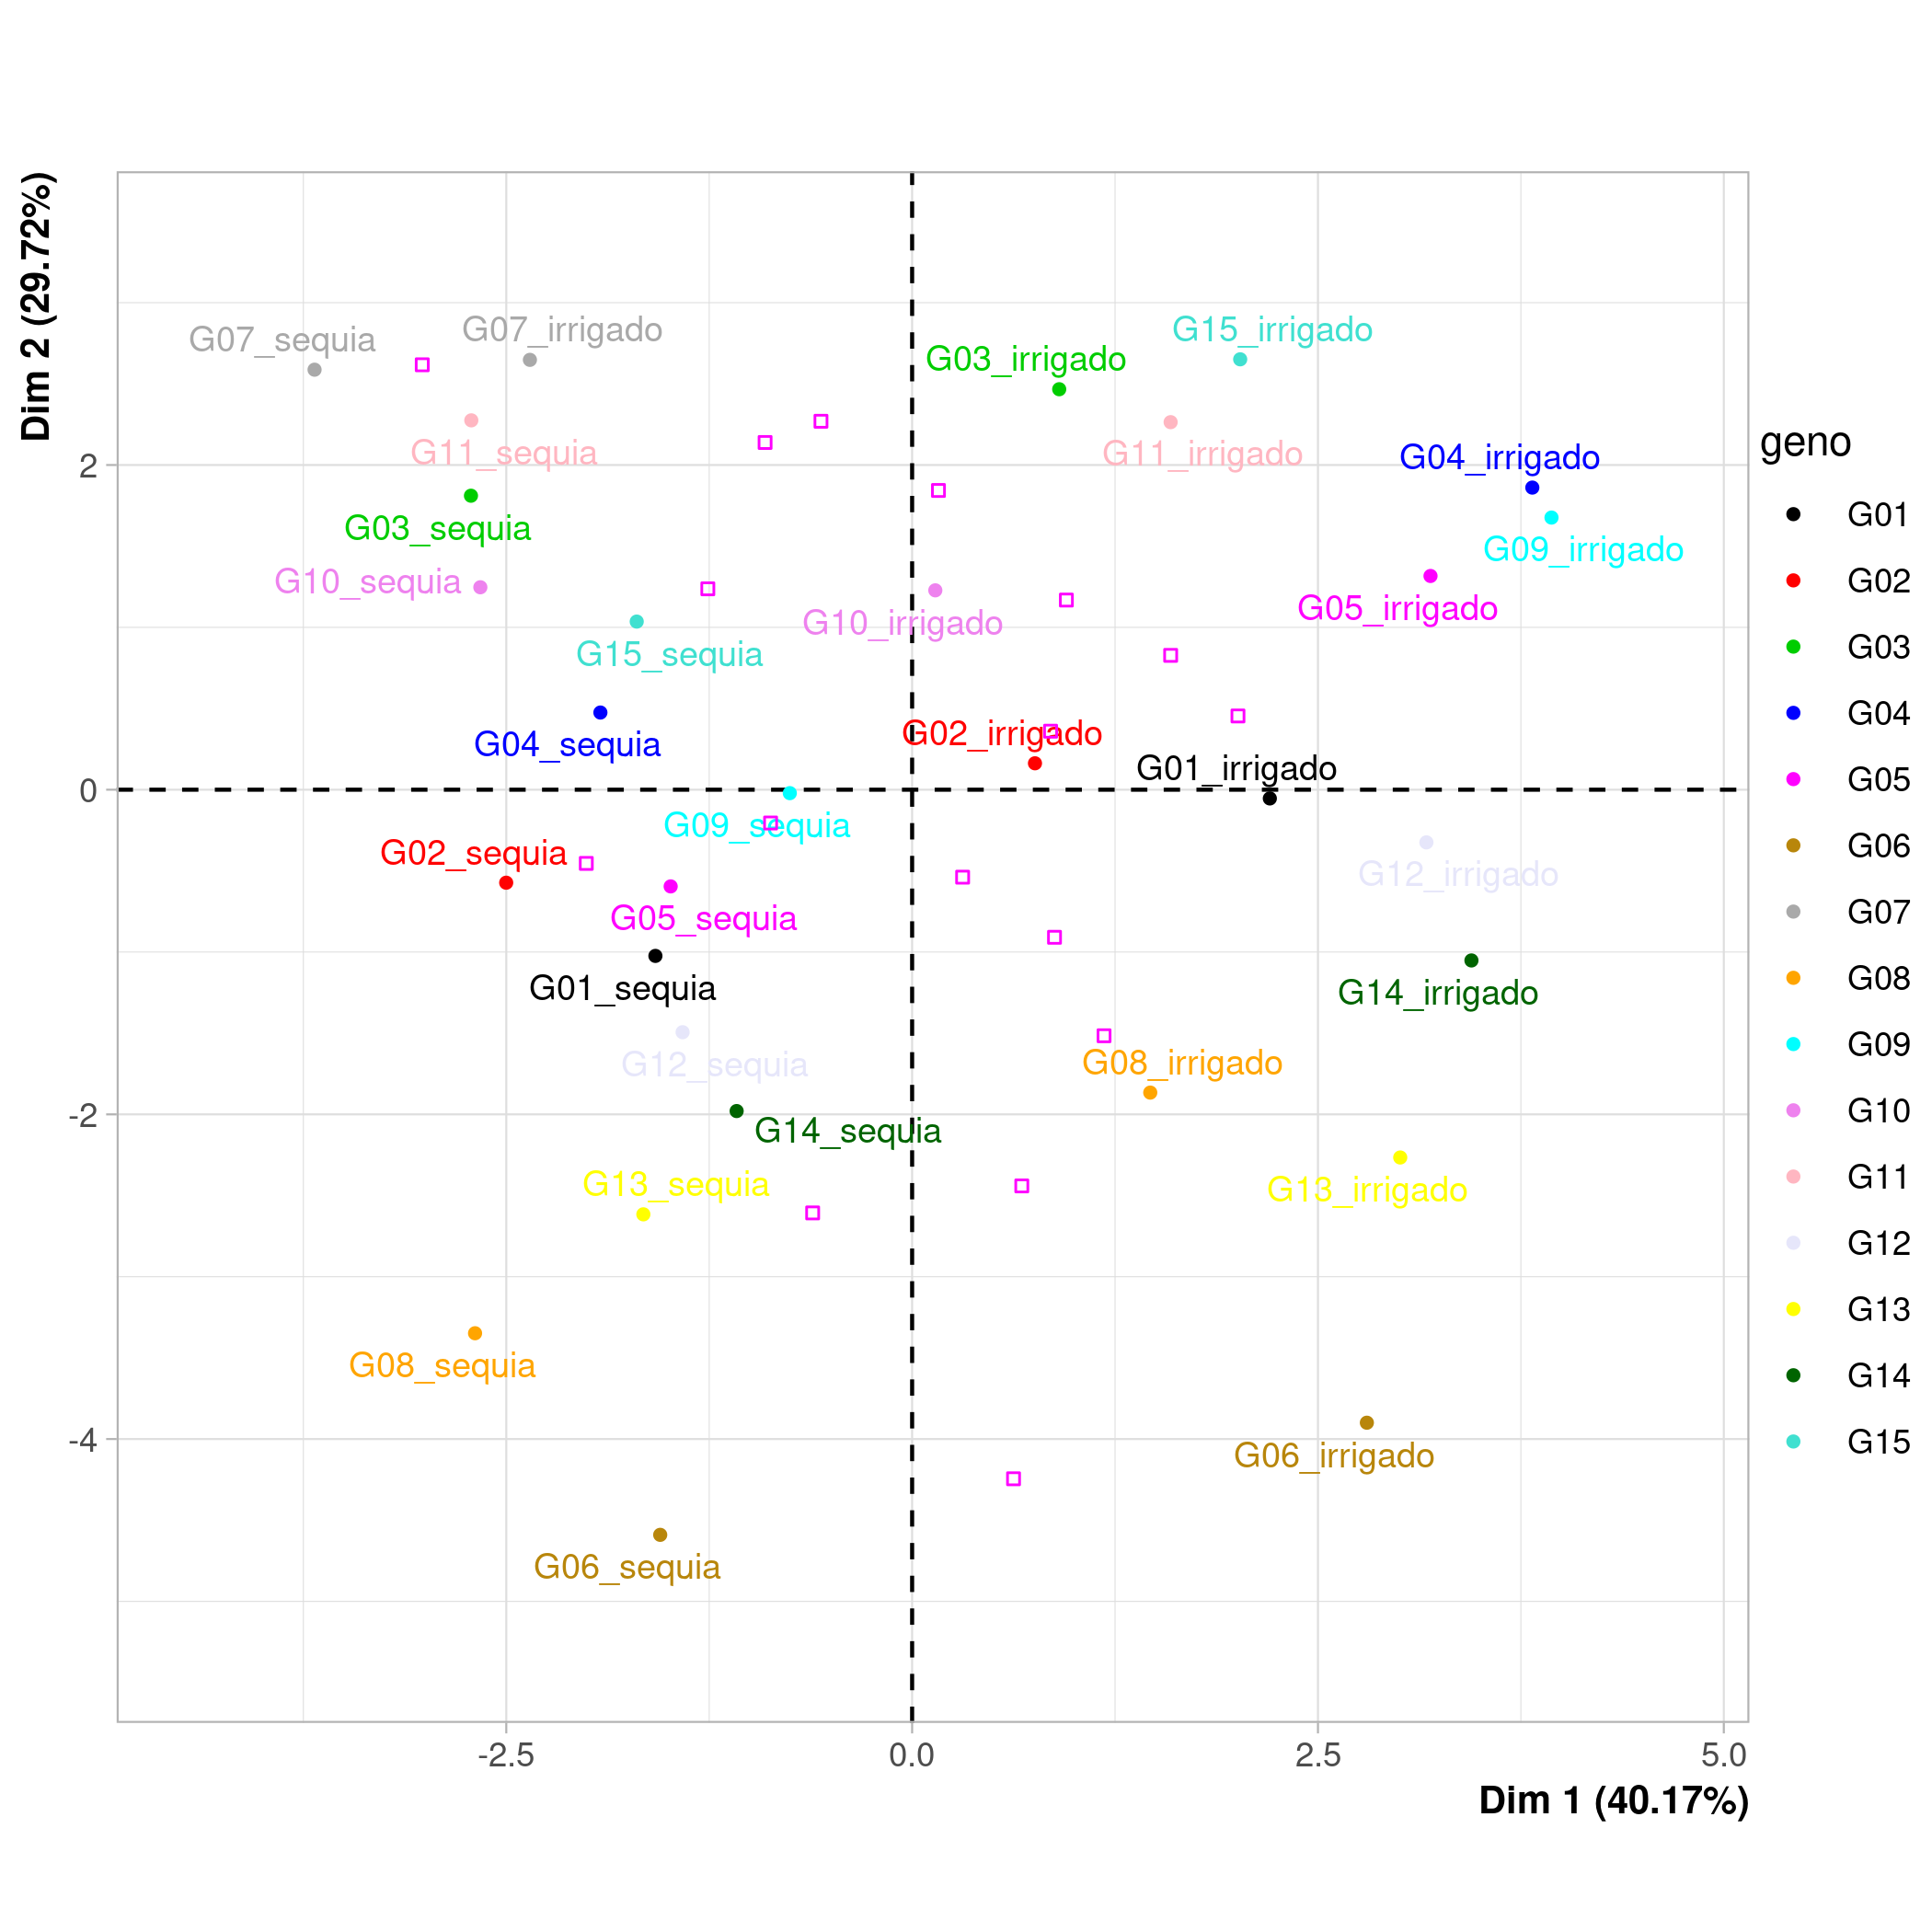 Dim 2 (29.72%)
G07_sequia
G07_irrigado
G15_irrigado
G03_irrigado
G11_sequia
G11_irrigado
G04_irrigado
G03_sequia
G09_irrigado
G10_sequia
G05_irrigado
G10_irrigado
G15_sequia
G04_sequia
G02_irrigado
G01_irrigado
G09_sequia
G02_sequia
G12_irrigado
G05_sequia
G01_sequia
G14_irrigado
G12_sequia
G08_irrigado
G14_sequia
G13_sequia
G13_irrigado
G08_sequia
G06_irrigado
G06_sequia
2
0
-2
-4
-2.5
0.0
2.5
5.0
Dim 1 (40.17%)
geno
G01
G02
G03
G04
G05
G06
G07
G08
G09
G10
G11
G12
G13
G14
G15